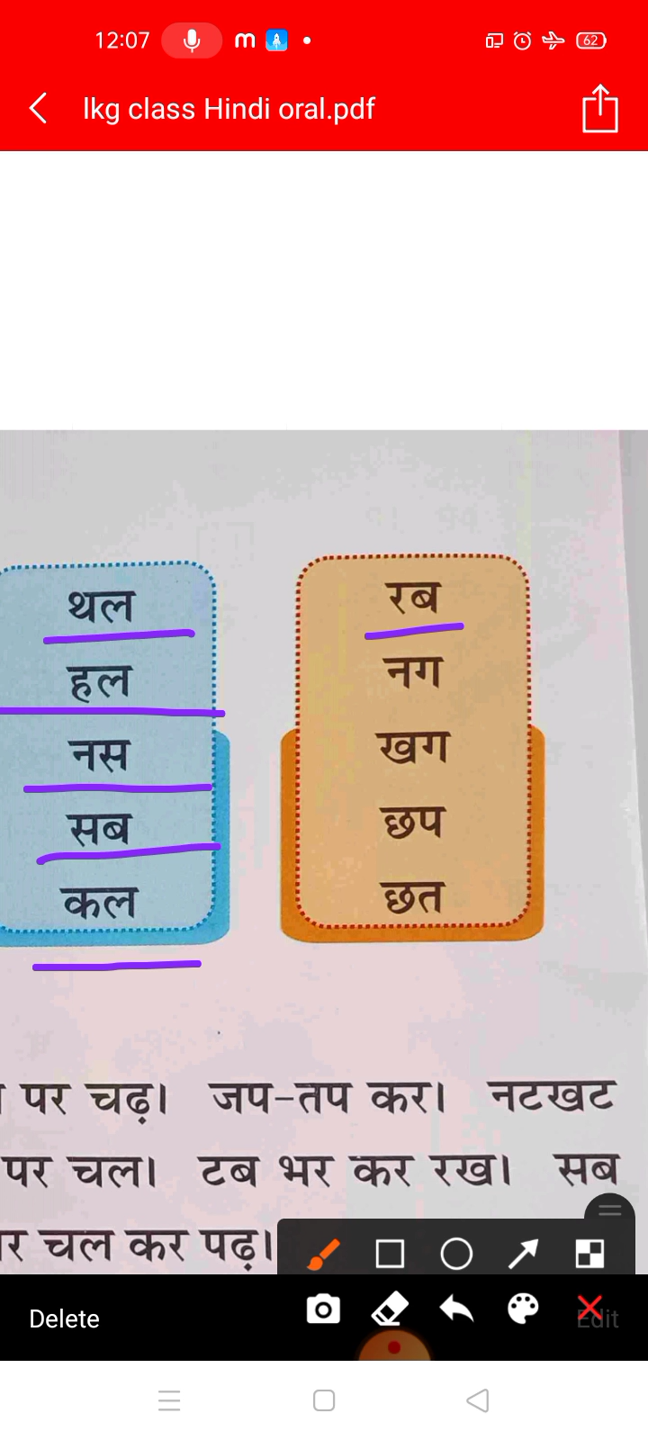 12:07 m 62
lkg class Hindi oral.pdf
थल
हल
नस
सब
कल
रब
नग
खग
छप
छत
पर चढ़। जप-तप कर। नटखट
पर चल। टब भर कर रख। सब
चल कर पढ़।
Delete
Edit